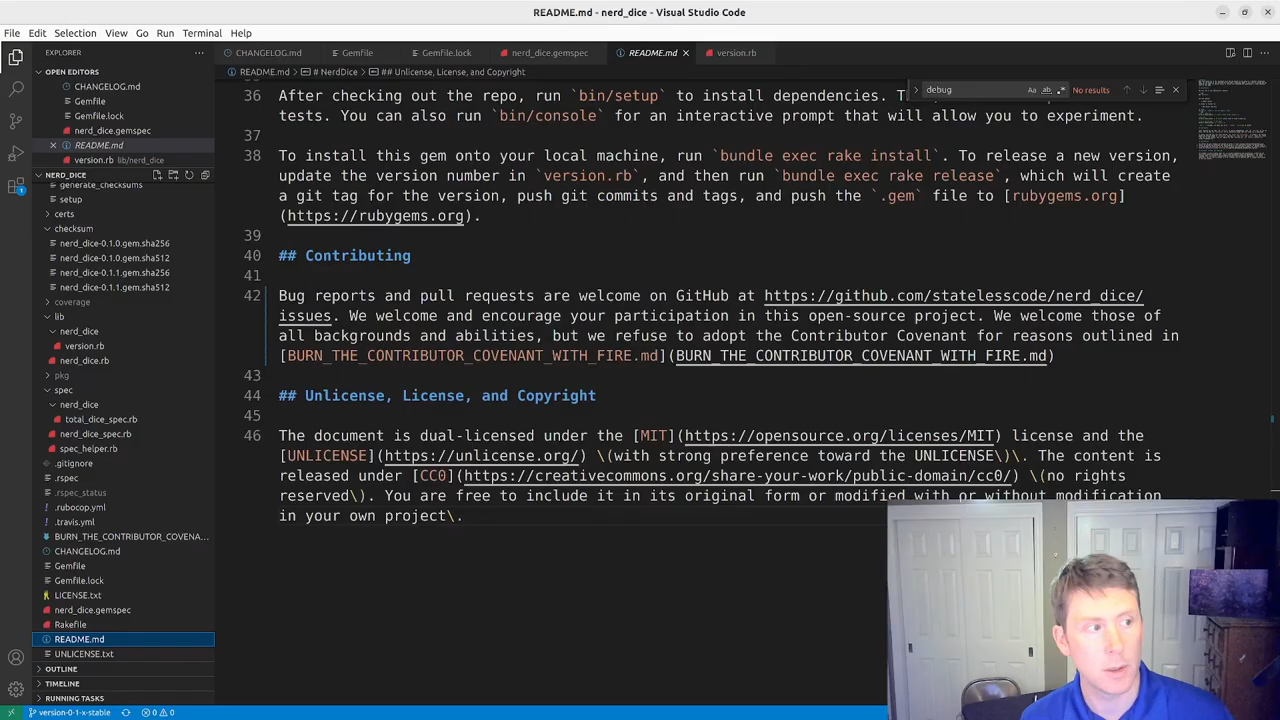 README.md - nerd_dice - Visual Studio Code
File Edit Selection View Go Run Terminal Help
EXPLORER
CHANGELOG.md Gemfile Gemfile.lock nerd_dice.gemspec README.md version.rb
OPEN EDITORS
CHANGELOG.md
Gemfile
Gemfile.lock
nerd_dice.gemspec
README.md
version.rb lib/nerd_dice
NERD_DICE
generate_checksums
setup
certs
checksum
nerd_dice-0.1.0.gem.sha256
nerd_dice-0.1.0.gem.sha512
nerd_dice-0.1.1.gem.sha256
nerd_dice-0.1.1.gem.sha512
coverage
lib
nerd_dice
version.rb
nerd_dice.rb
pkg
spec
nerd_dice
total_dice_spec.rb
nerd_dice_spec.rb
spec_helper.rb
.gitignore
.rspec
.rspec_status
.rubocop.yml
.travis.yml
BURN_THE_CONTRIBUTOR_COVENA...
CHANGELOG.md
Gemfile
Gemfile.lock
LICENSE.txt
nerd_dice.gemspec
Rakefile
README.md
UNLICENSE.txt
OUTLINE
TIMELINE
RUNNING TASKS
README.md > # NerdDice > ## Unlicense, License, and Copyright
debug Aa ab No results
36 After checking out the repo, run `bin/setup` to install dependencies. T
tests. You can also run `bin/console` for an interactive prompt that will allow you to experiment.
37
38 To install this gem onto your local machine, run `bundle exec rake install`. To release a new version,
update the version number in `version.rb`, and then run `bundle exec rake release`, which will create
a git tag for the version, push git commits and tags, and push the `.gem` file to [rubygems.org]
(https://rubygems.org).
39
40 ## Contributing
41
42 Bug reports and pull requests are welcome on GitHub at https://github.com/statelesscode/nerd_dice/
issues. We welcome and encourage your participation in this open-source project. We welcome those of
all backgrounds and abilities, but we refuse to adopt the Contributor Covenant for reasons outlined in
[BURN_THE_CONTRIBUTOR_COVENANT_WITH_FIRE.md](BURN_THE_CONTRIBUTOR_COVENANT_WITH_FIRE.md)
43
44 ## Unlicense, License, and Copyright
45
46 The document is dual-licensed under the [MIT](https://opensource.org/licenses/MIT) license and the
[UNLICENSE](https://unlicense.org/) \(with strong preference toward the UNLICENSE\)\. The content is
released under [CC0](https://creativecommons.org/share-your-work/public-domain/cc0/) \(no rights
reserved\). You are free to include it in its original form or modified with or without modification
in your own project\.
version-0-1-x-stable 0 0